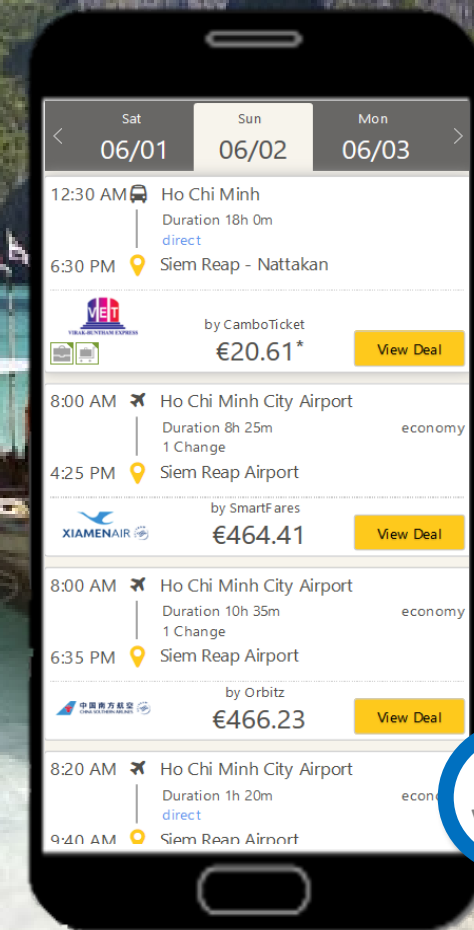 Sat Sun Mon
< 06/01 06/02 06/03 >
12:30 AM Ho Chi Minh
Duration 18h 0m
direct
6:30 PM Siem Reap - Nattakan
VET
VIRAK-BUNTHAM EXPRESS
by CamboTicket
€20.61* View Deal
8:00 AM Ho Chi Minh City Airport
Duration 8h 25m economy
1 Change
4:25 PM Siem Reap Airport
by SmartFares
XIAMENAIR €464.41 View Deal
8:00 AM Ho Chi Minh City Airport
Duration 10h 35m economy
1 Change
6:35 PM Siem Reap Airport
by Orbitz
中国南方航空
CHINA SOUTHERN AIRLINES
€466.23 View Deal
8:20 AM Ho Chi Minh City Airport
Duration 1h 20m econ
direct
9:40 AM Siem Reap Airport